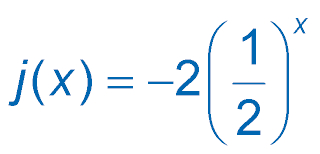 j(x) = −2(1/2)^x